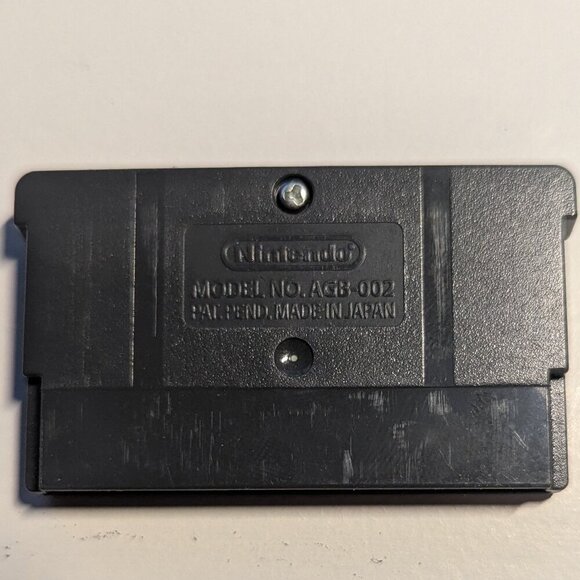 Nintendo
MODEL NO. AGB-002
PAT. PEND. MADE IN JAPAN